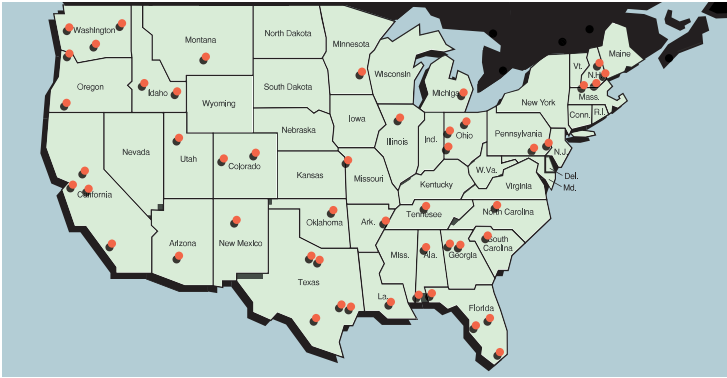 Washington
Montana
North Dakota
Minnesota
Maine
Vt.
N.H.
Oregon
Idaho
Wyoming
South Dakota
Wisconsin
Michiga
New York
Mass.
Conn.
R.I.
Nevada
Utah
Colorado
Nebraska
Iowa
Illinois
Ind.
Ohio
Pennsylvania
N.J.
California
Kansas
Missouri
Kentucky
W.Va.
Virginia
Del.
Md.
Arizona
New Mexico
Oklahoma
Ark.
Tennesee
North Carolina
South
Carolina
Texas
La.
Miss.
Ala.
Georgia
Florida